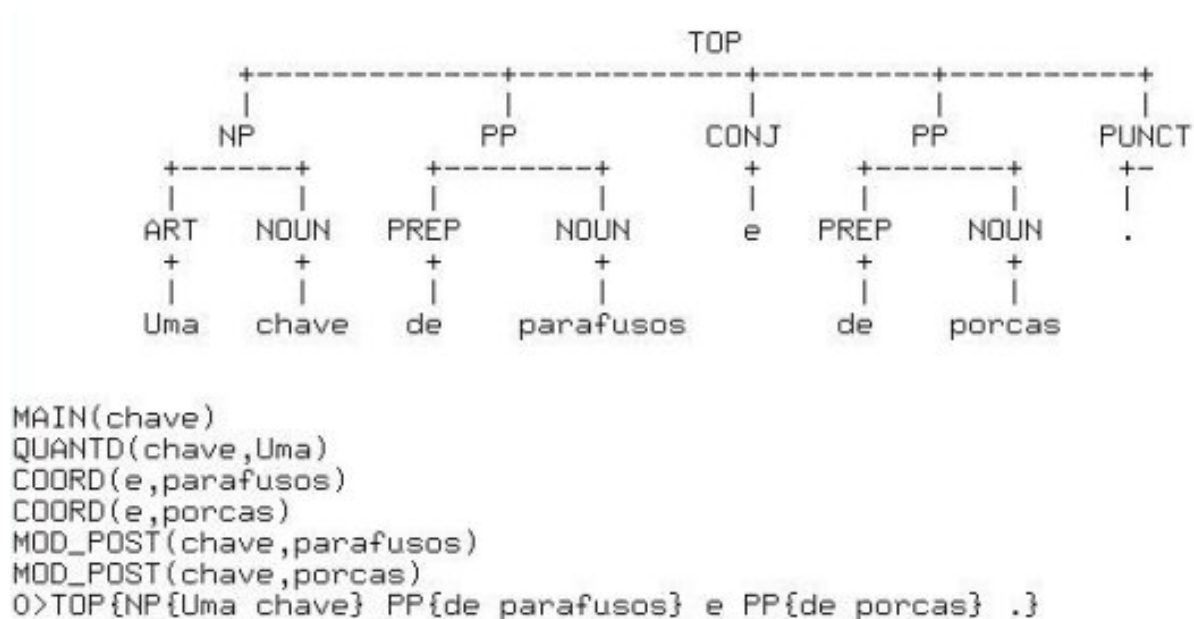 TOP
NP PP CONJ PP PUNCT
ART NOUN PREP NOUN e PREP NOUN .
Uma chave de parafusos de porcas
MAIN(chave)
QUANTD(chave,Uma)
COORD(e,parafusos)
COORD(e,porcas)
MOD_POST(chave,parafusos)
MOD_POST(chave,porcas)
0>TOP{NP{Uma chave} PP{de parafusos} e PP{de porcas} .}